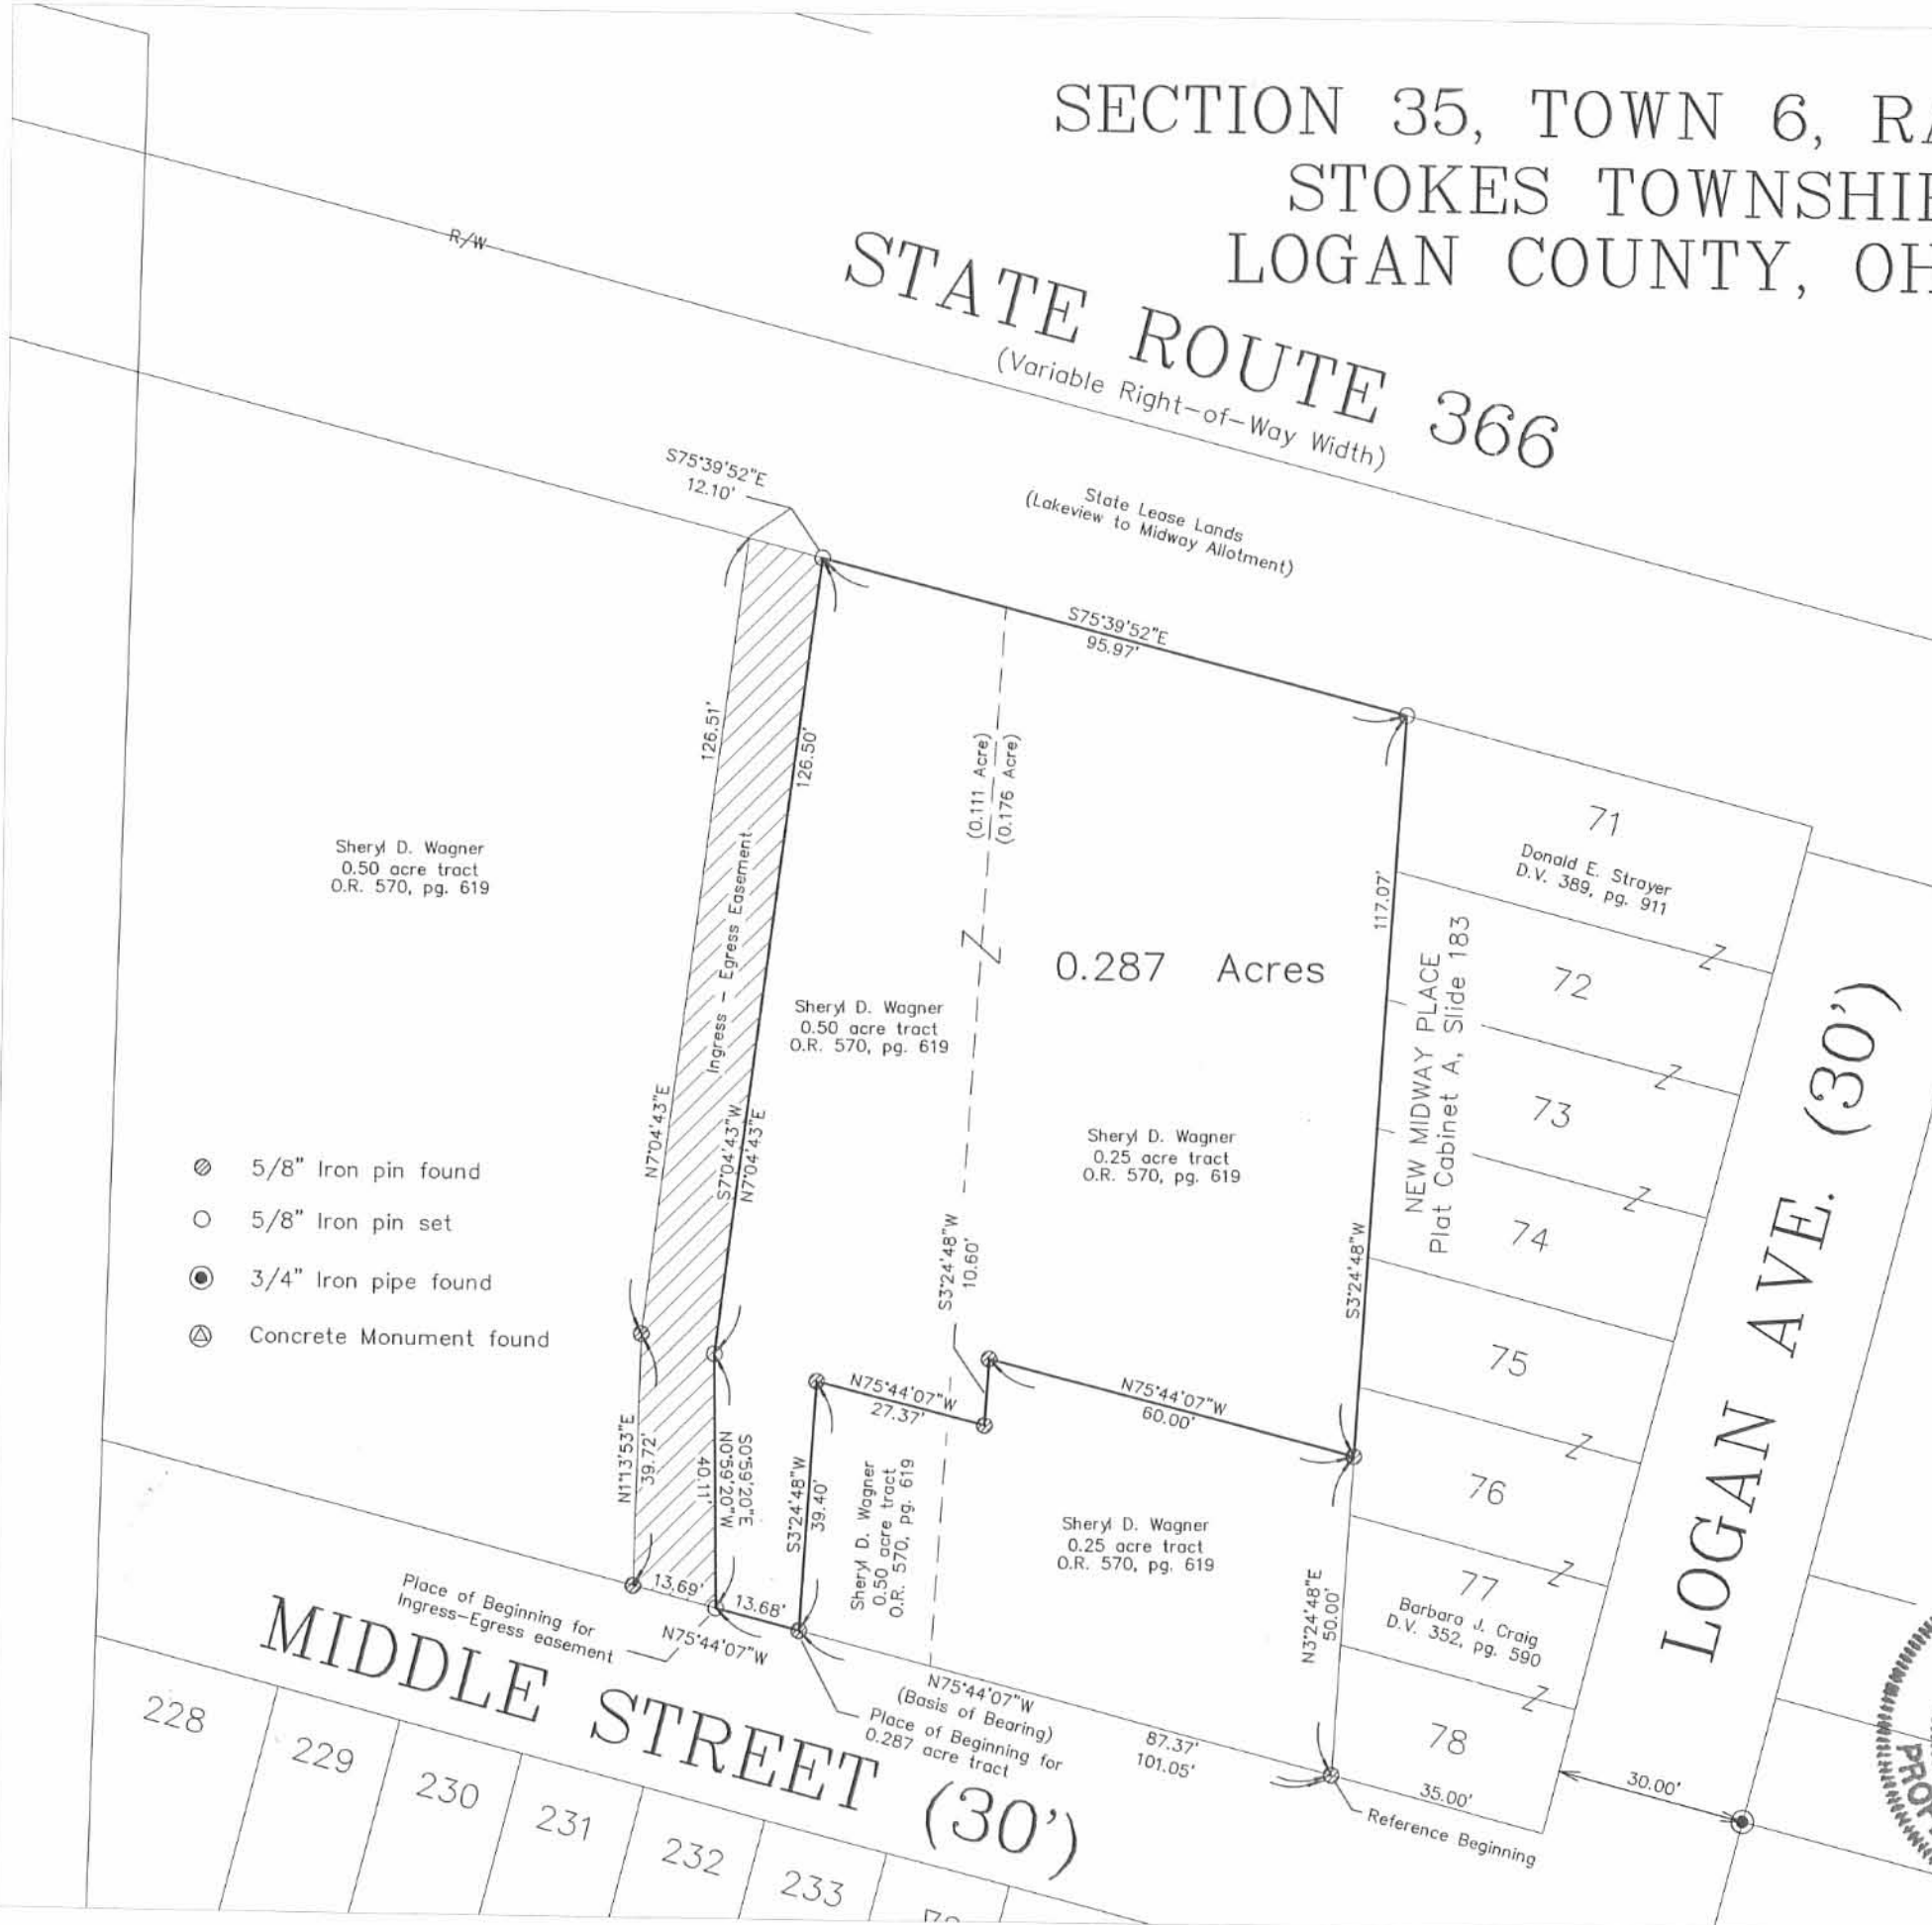 SECTION 35, TOWN 6,
STOKES
LOGAN COUNTY,
R/W
STATE ROUTE 366
(Variable Right-of-Way Width)
S75°39'52"E
12.10'
State Lease Lands
(Lakeview to Midway Allotment)
S75°39'52"E
95.97'
126.51'
126.50'
(0.111 Acre)
(0.176 Acre)
71
Donald E. Strayer
D.V. 389, pg. 911
117.07'
Sheryl D. Wagner
0.50 acre tract
O.R. 570, pg. 619
Ingress - Egress Easement
0.287 Acres
NEW MIDWAY PLACE
Plat Cabinet A, Slide 183
72
Sheryl D. Wagner
0.50 acre tract
O.R. 570, pg. 619
73
Sheryl D. Wagner
0.25 acre tract
O.R. 570, pg. 619
N7°04'43"E
S7°04'43"W
N7°04'43"E
LOGAN AVE. (30')
5/8" Iron pin found
5/8" Iron pin set
3/4" Iron pipe found
Concrete Monument found
S3°24'48"W
10.60'
S3°24'48"W
74
75
N75°44'07"W
27.37'
N75°44'07"W
60.00'
N1°13'53"E
39.72'
40.11'
N0°59'20"W
S0°59'20"E
S3°24'48"W
39.40'
Sheryl D. Wagner
0.50 acre tract
O.R. 570, pg. 619
76
Sheryl D. Wagner
0.25 acre tract
O.R. 570, pg. 619
77
Barbara J. Craig
D.V. 352, pg. 590
N3°24'48"E
50.00'
13.69'
13.68'
Place of Beginning for
Ingress-Egress easement
N75°44'07"W
MIDDLE STREET (30')
N75°44'07"W
(Basis of Bearing)
Place of Beginning for
0.287 acre tract
87.37'
101.05'
78
35.00'
30.00'
Reference Beginning
228
229
230
231
232
233